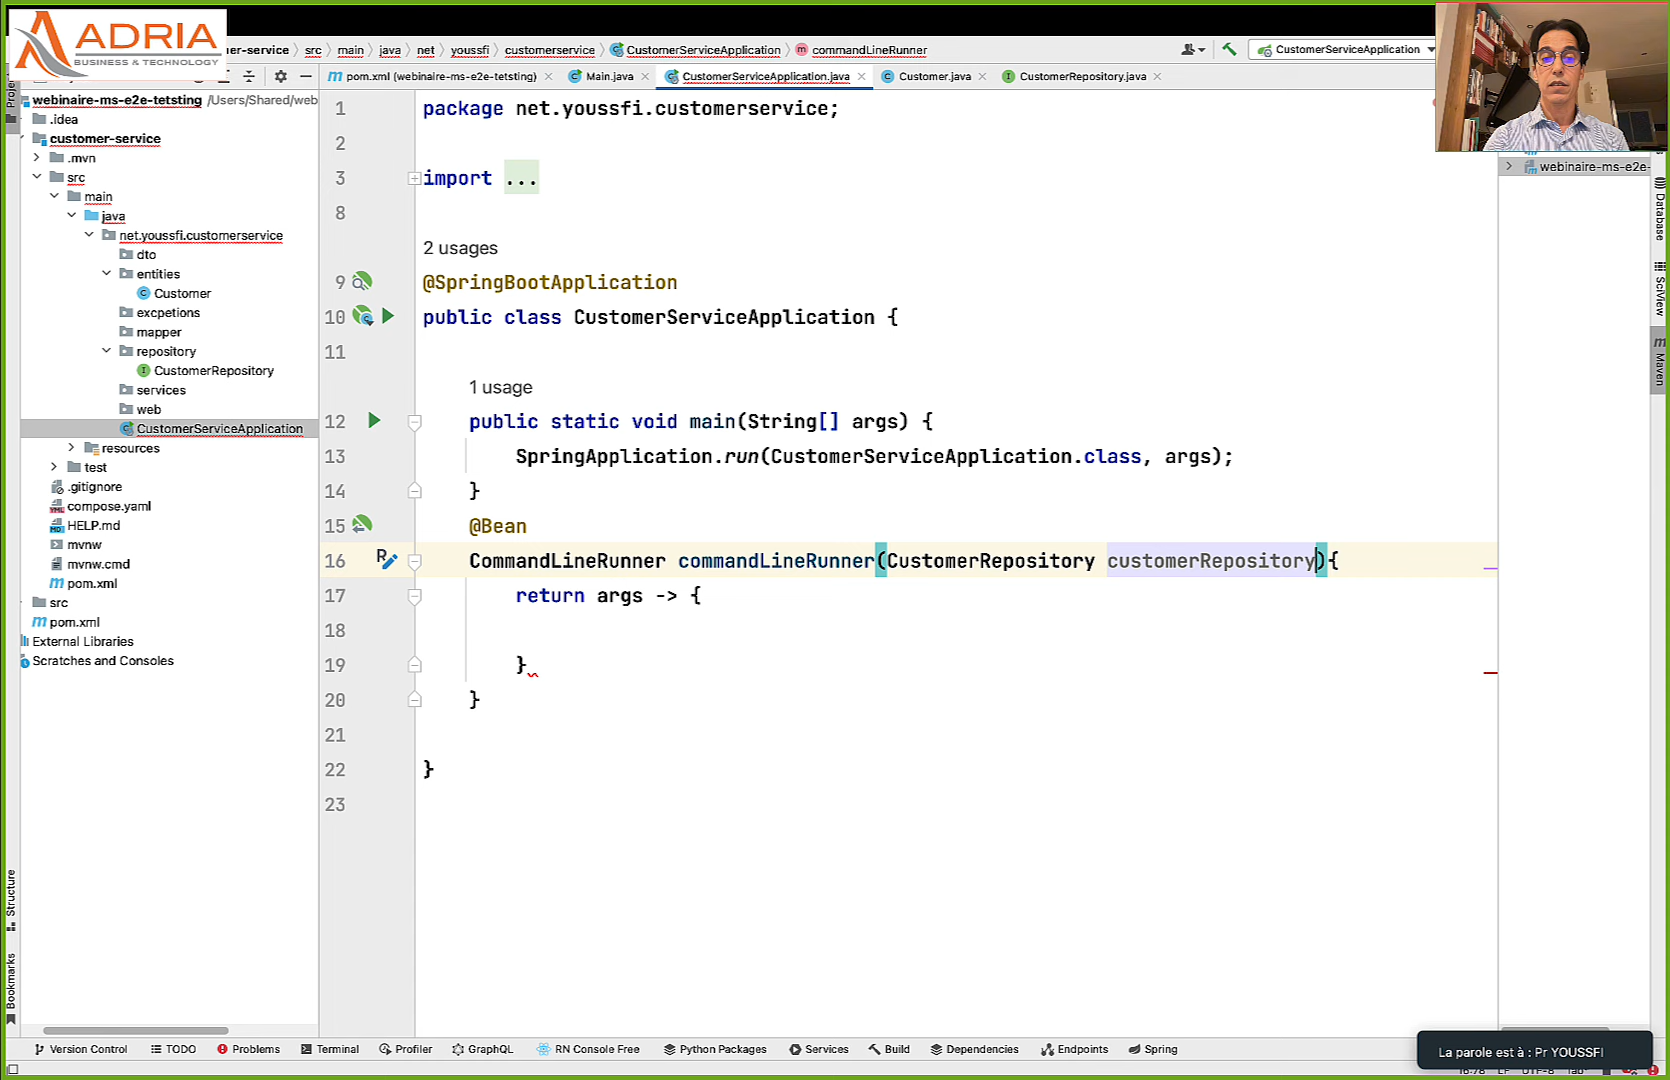 ADRIA
BUSINESS & TECHNOLOGY
er-service
src
main
java
net
youssfi
customerservice
CustomerServiceApplication
commandLineRunner
CustomerServiceApplication
pom.xml (webinaire-ms-e2e-tetsting)
Main.java
CustomerServiceApplication.java
Customer.java
CustomerRepository.java
webinaire-ms-e2e-tetsting /Users/Shared/web
.idea
customer-service
.mvn
src
main
java
net.youssfi.customerservice
dto
entities
Customer
excpetions
mapper
repository
CustomerRepository
services
web
CustomerServiceApplication
resources
test
.gitignore
compose.yaml
HELP.md
mvnw
mvnw.cmd
pom.xml
src
pom.xml
External Libraries
Scratches and Consoles
Structure
Bookmarks
1 package net.youssfi.customerservice;
2
3 import ...
8
2 usages
9 @SpringBootApplication
10 public class CustomerServiceApplication {
11
1 usage
12 public static void main(String[] args) {
13 SpringApplication.run(CustomerServiceApplication.class, args);
14 }
15 @Bean
16 CommandLineRunner commandLineRunner(CustomerRepository customerRepository){
17 return args -> {
18
19 }
20 }
21
22 }
23
webinaire-ms-e2e-
Database
SciView
Maven
Version Control
TODO
Problems
Terminal
Profiler
GraphQL
RN Console Free
Python Packages
Services
Build
Dependencies
Endpoints
Spring
La parole est à : Pr YOUSSFI